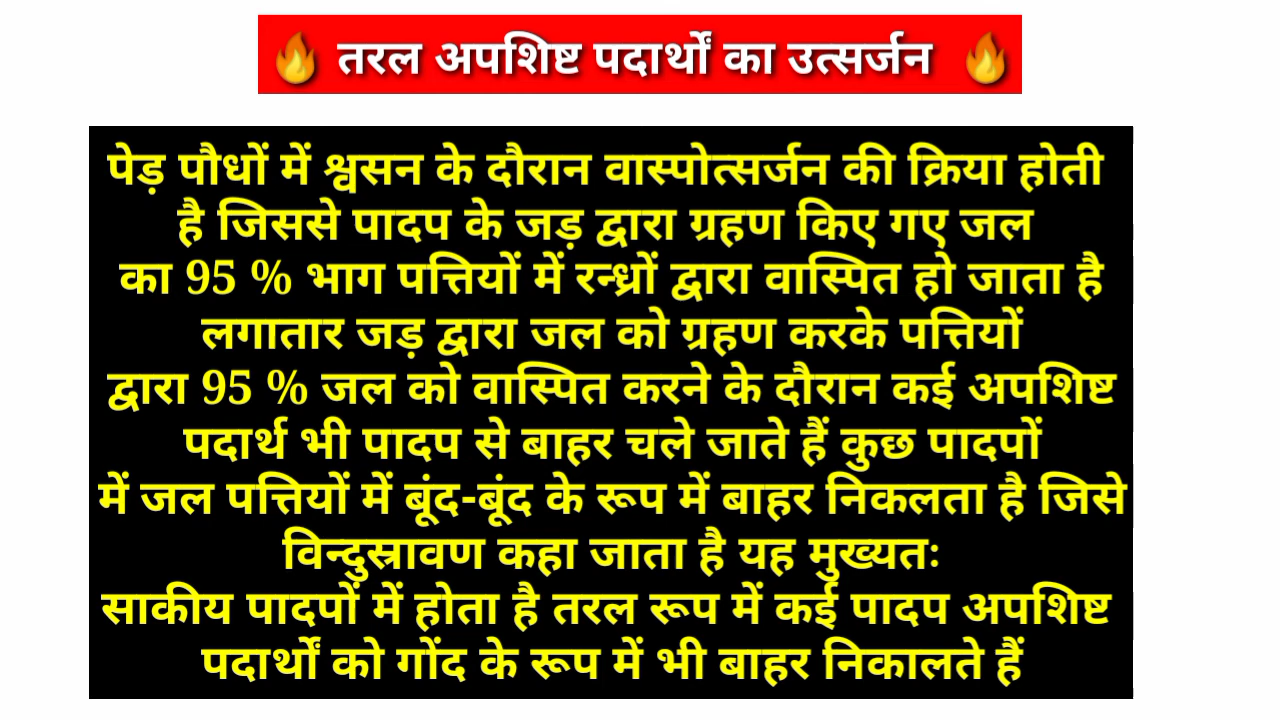 🔥 तरल अपशिष्ट पदार्थों का उत्सर्जन 🔥
पेड़ पौधों में श्वसन के दौरान वास्पोत्सर्जन की क्रिया होती
है जिससे पादप के जड़ द्वारा ग्रहण किए गए जल
का 95 % भाग पत्तियों में रन्ध्रों द्वारा वास्पित हो जाता है
लगातार जड़ द्वारा जल को ग्रहण करके पत्तियों
द्वारा 95 % जल को वास्पित करने के दौरान कई अपशिष्ट
पदार्थ भी पादप से बाहर चले जाते हैं कुछ पादपों
में जल पत्तियों में बूंद-बूंद के रूप में बाहर निकलता है जिसे
विन्दुस्रावण कहा जाता है यह मुख्यतः
साकीय पादपों में होता है तरल रूप में कई पादप अपशिष्ट
पदार्थों को गोंद के रूप में भी बाहर निकालते हैं